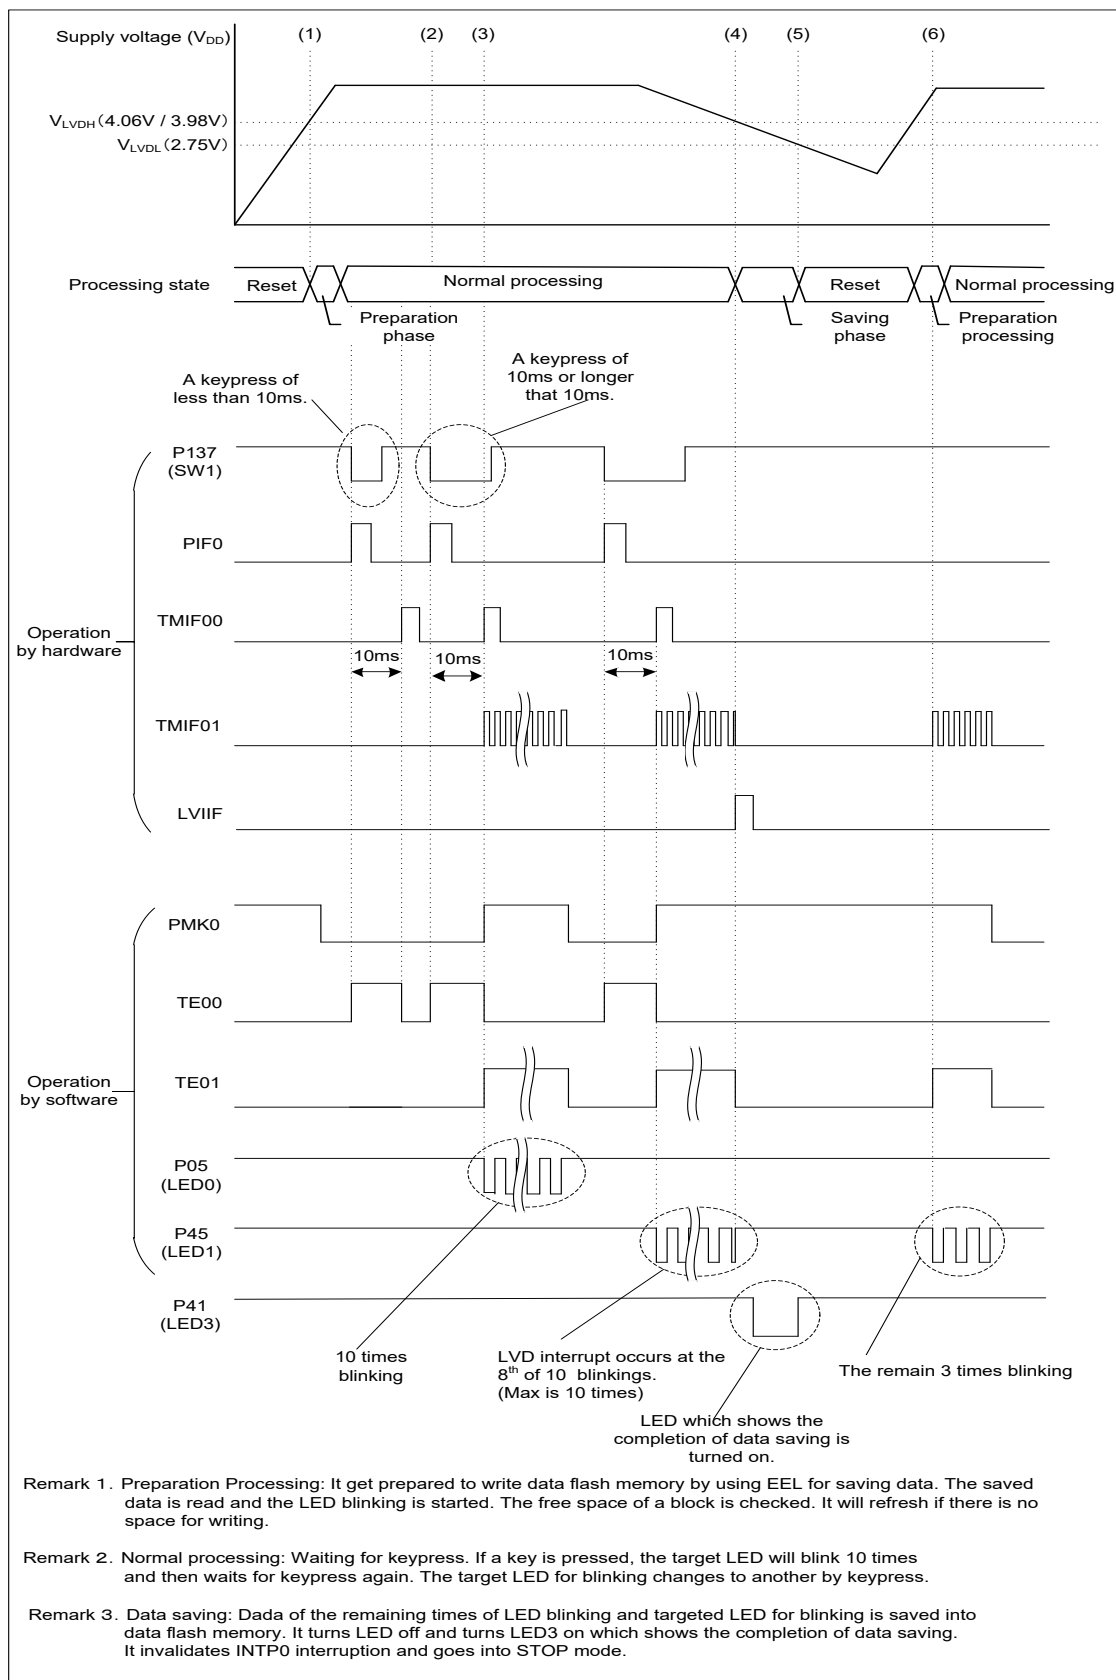 Supply voltage (VDD)
(1) (2) (3) (4) (5) (6)
VLVDH(4.06V / 3.98V)
VLVDL(2.75V)
Processing state
Reset
Normal processing
Reset
Normal processing
Preparation
phase
Saving
phase
Preparation
processing
A keypress of
less than 10ms.
A keypress of
10ms or longer
that 10ms.
P137
(SW1)
PIF0
TMIF00
Operation
by hardware
10ms 10ms 10ms
TMIF01
LVIIF
PMK0
TE00
Operation
by software
TE01
P05
(LED0)
P45
(LED1)
P41
(LED3)
10 times
blinking
LVD interrupt occurs at the
8th of 10 blinkings.
(Max is 10 times)
The remain 3 times blinking
LED which shows the
completion of data saving is
turned on.
Remark 1. Preparation Processing: It get prepared to write data flash memory by using EEL for saving data. The saved
data is read and the LED blinking is started. The free space of a block is checked. It will refresh if there is no
space for writing.
Remark 2. Normal processing: Waiting for keypress. If a key is pressed, the target LED will blink 10 times
and then waits for keypress again. The target LED for blinking changes to another by keypress.
Remark 3. Data saving: Dada of the remaining times of LED blinking and targeted LED for blinking is saved into
data flash memory. It turns LED off and turns LED3 on which shows the completion of data saving.
It invalidates INTP0 interruption and goes into STOP mode.